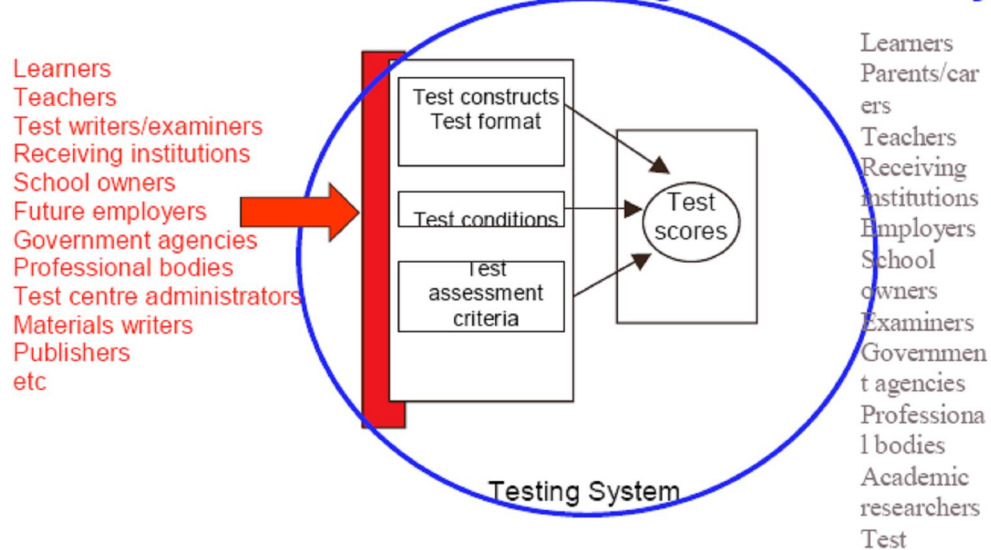 Learners
Teachers
Test writers/examiners
Receiving institutions
School owners
Future employers
Government agencies
Professional bodies
Test centre administrators
Materials writers
Publishers
etc
Test constructs
Test format
Test conditions
Test
assessment
criteria
Test
scores
Testing System
Learners
Parents/car
ers
Teachers
Receiving
institutions
Employers
School
owners
Examiners
Governmen
t agencies
Professiona
l bodies
Academic
researchers
Test